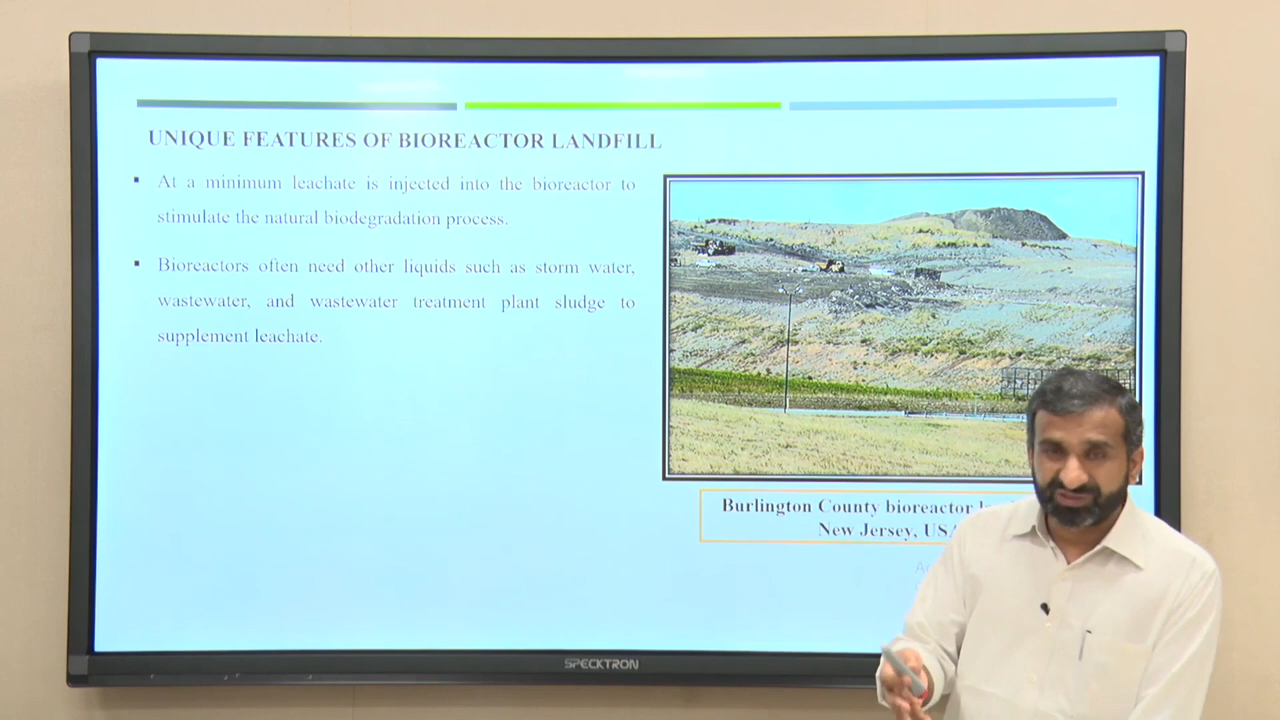 UNIQUE FEATURES OF BIOREACTOR LANDFILL
▪ At a minimum leachate is injected into the bioreactor to
stimulate the natural biodegradation process.
▪ Bioreactors often need other liquids such as storm water,
wastewater, and wastewater treatment plant sludge to
supplement leachate.
Burlington County bioreactor
New Jersey, USA
SPECKTRON